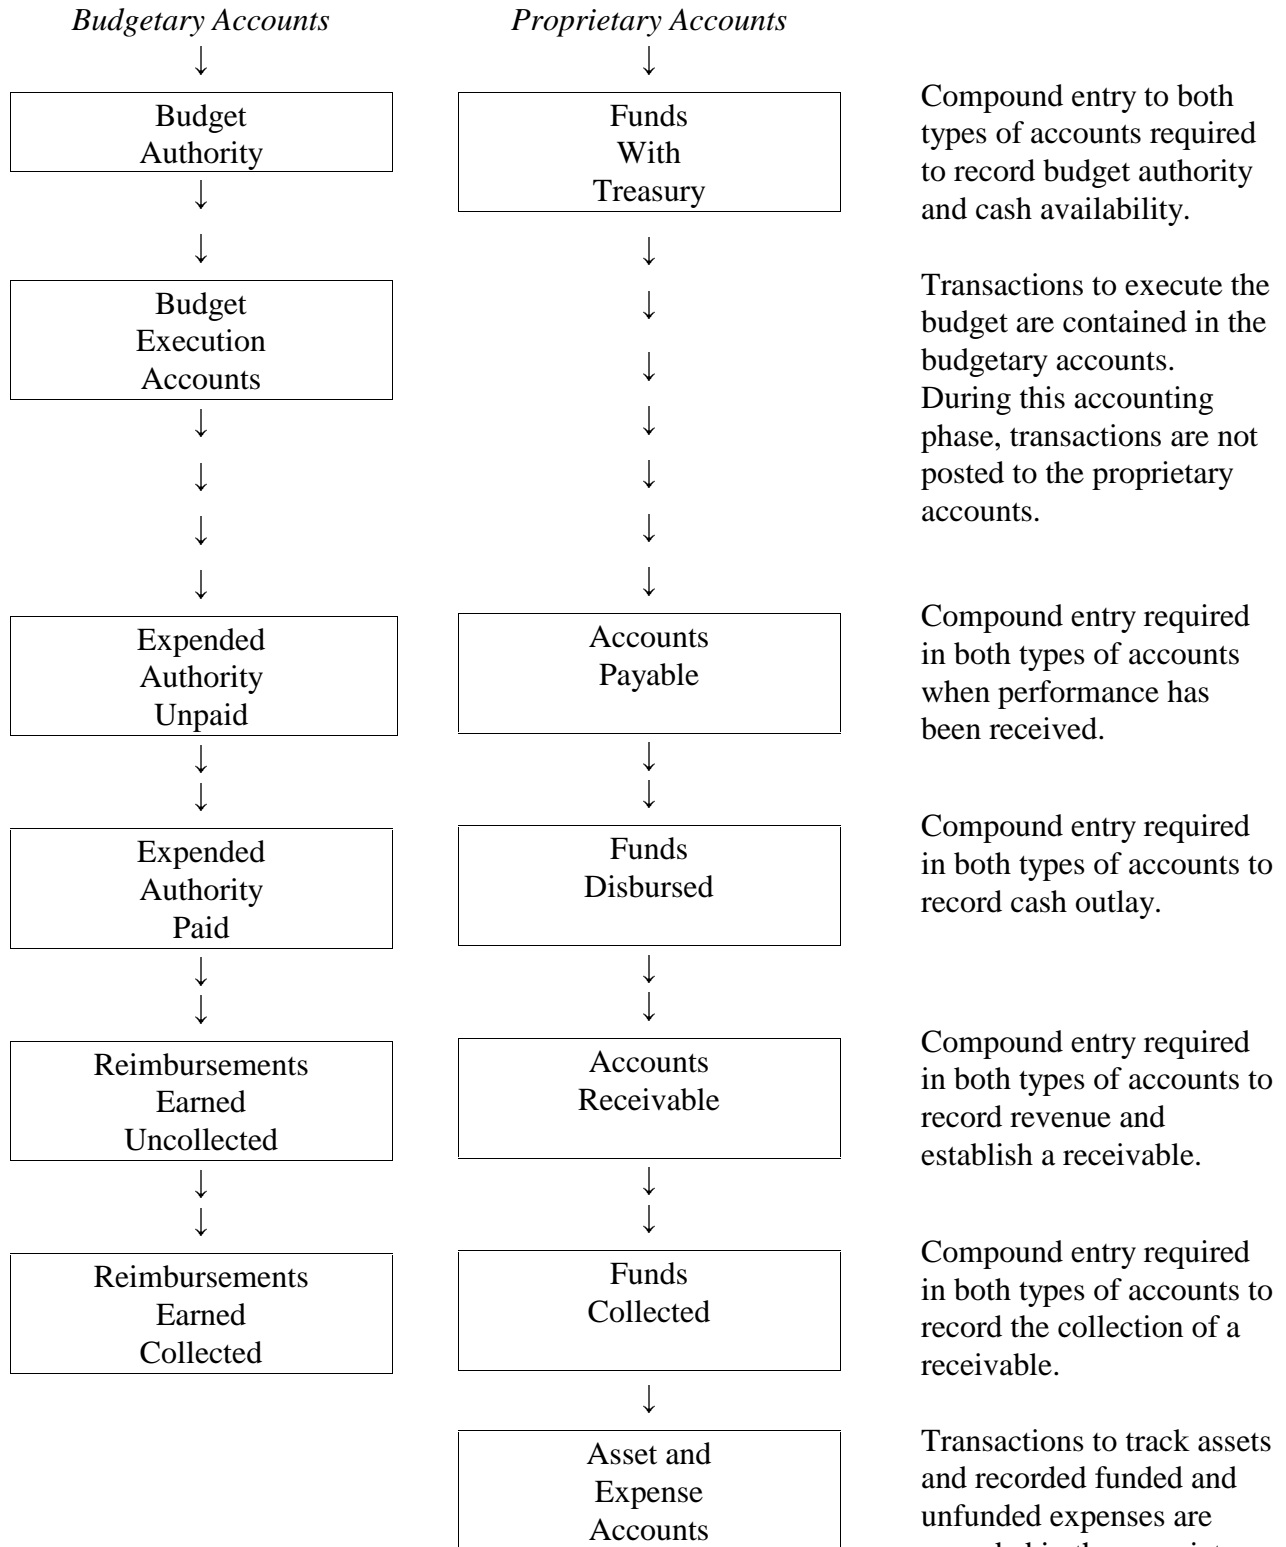 Budgetary Accounts
Proprietary Accounts
Budget
Authority
Funds
With
Treasury
Compound entry to both
types of accounts required
to record budget authority
and cash availability.
Budget
Execution
Accounts
Transactions to execute the
budget are contained in the
budgetary accounts.
During this accounting
phase, transactions are not
posted to the proprietary
accounts.
Expended
Authority
Unpaid
Accounts
Payable
Compound entry required
in both types of accounts
when performance has
been received.
Expended
Authority
Paid
Funds
Disbursed
Compound entry required
in both types of accounts to
record cash outlay.
Reimbursements
Earned
Uncollected
Accounts
Receivable
Compound entry required
in both types of accounts to
record revenue and
establish a receivable.
Reimbursements
Earned
Collected
Funds
Collected
Compound entry required
in both types of accounts to
record the collection of a
receivable.
Asset and
Expense
Accounts
Transactions to track assets
and recorded funded and
unfunded expenses are